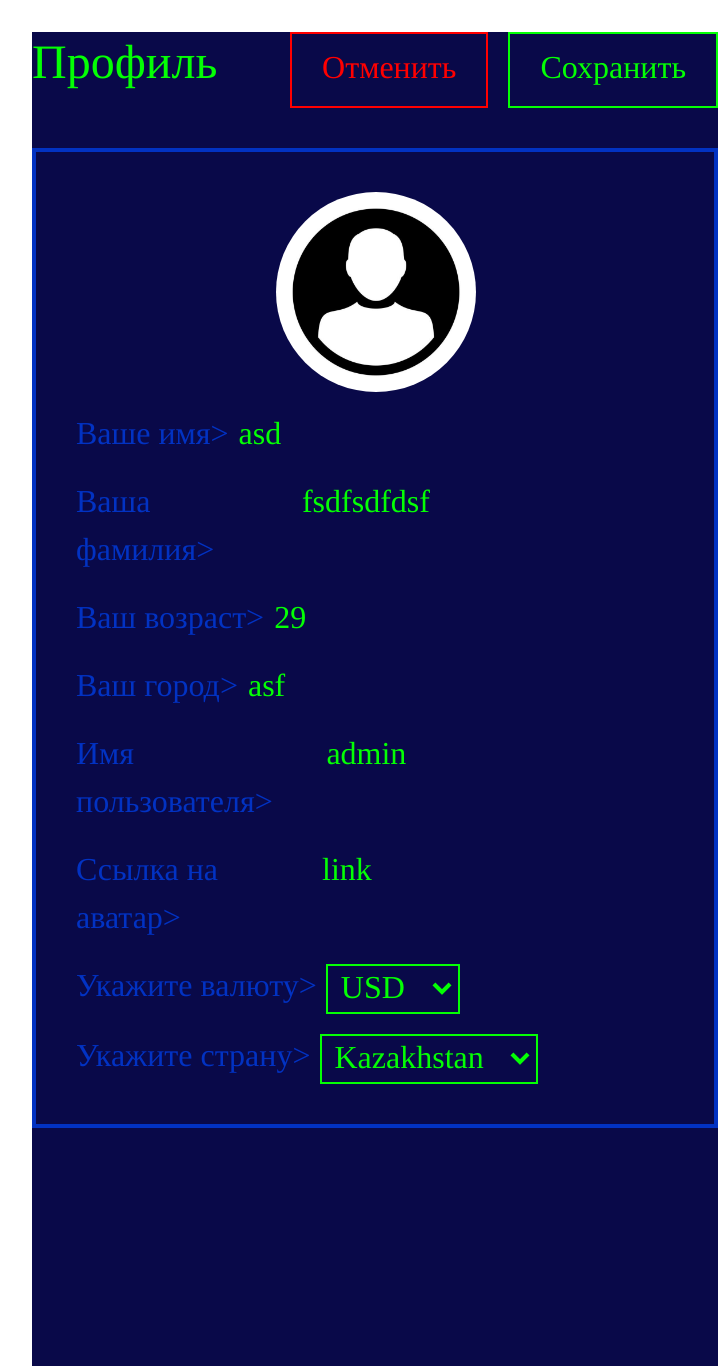 Профиль Отменить Сохранить
Ваше имя> asd
Ваша fsdfsdfdsf
фамилия>
Ваш возраст> 29
Ваш город> asf
Имя admin
пользователя>
Ссылка на link
аватар>
Укажите валюту> USD
Укажите страну> Kazakhstan